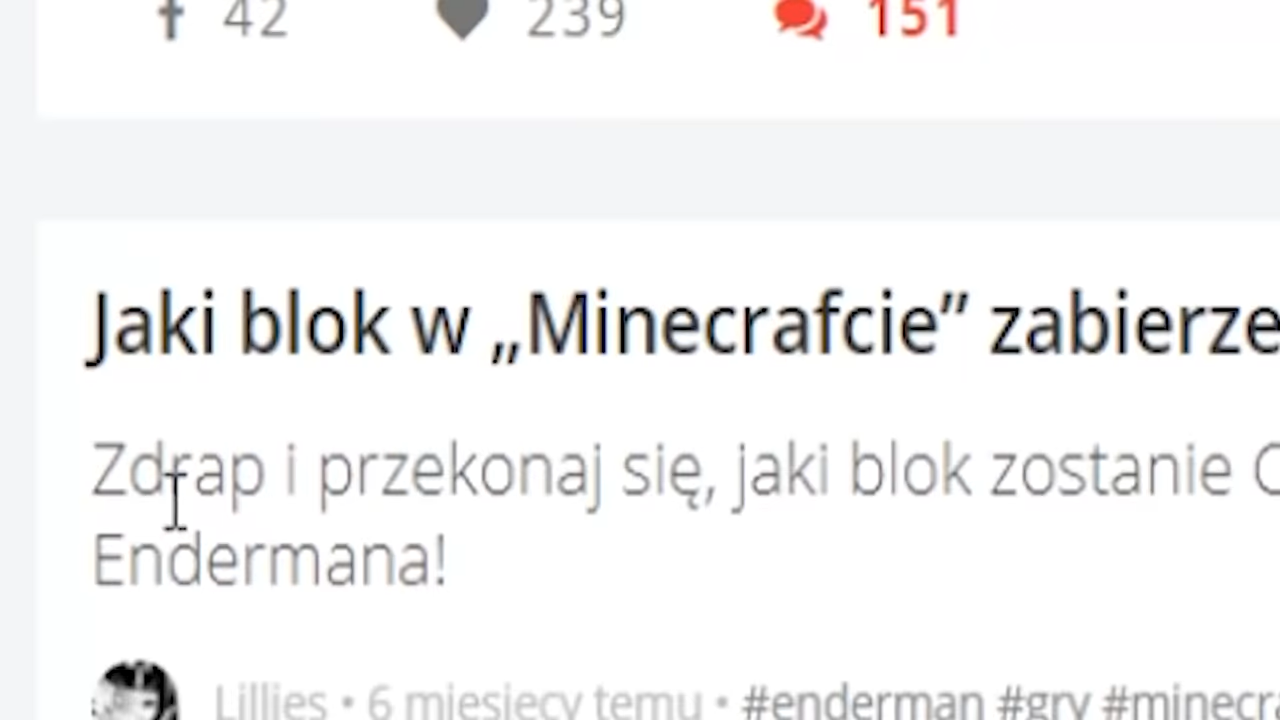 42 239 151
Jaki blok w „Minecrafcie” zabierze
Zdrap i przekonaj się, jaki blok zostanie
Endermana!
Lillies • 6 miesięcy temu • #enderman #gry #minecra